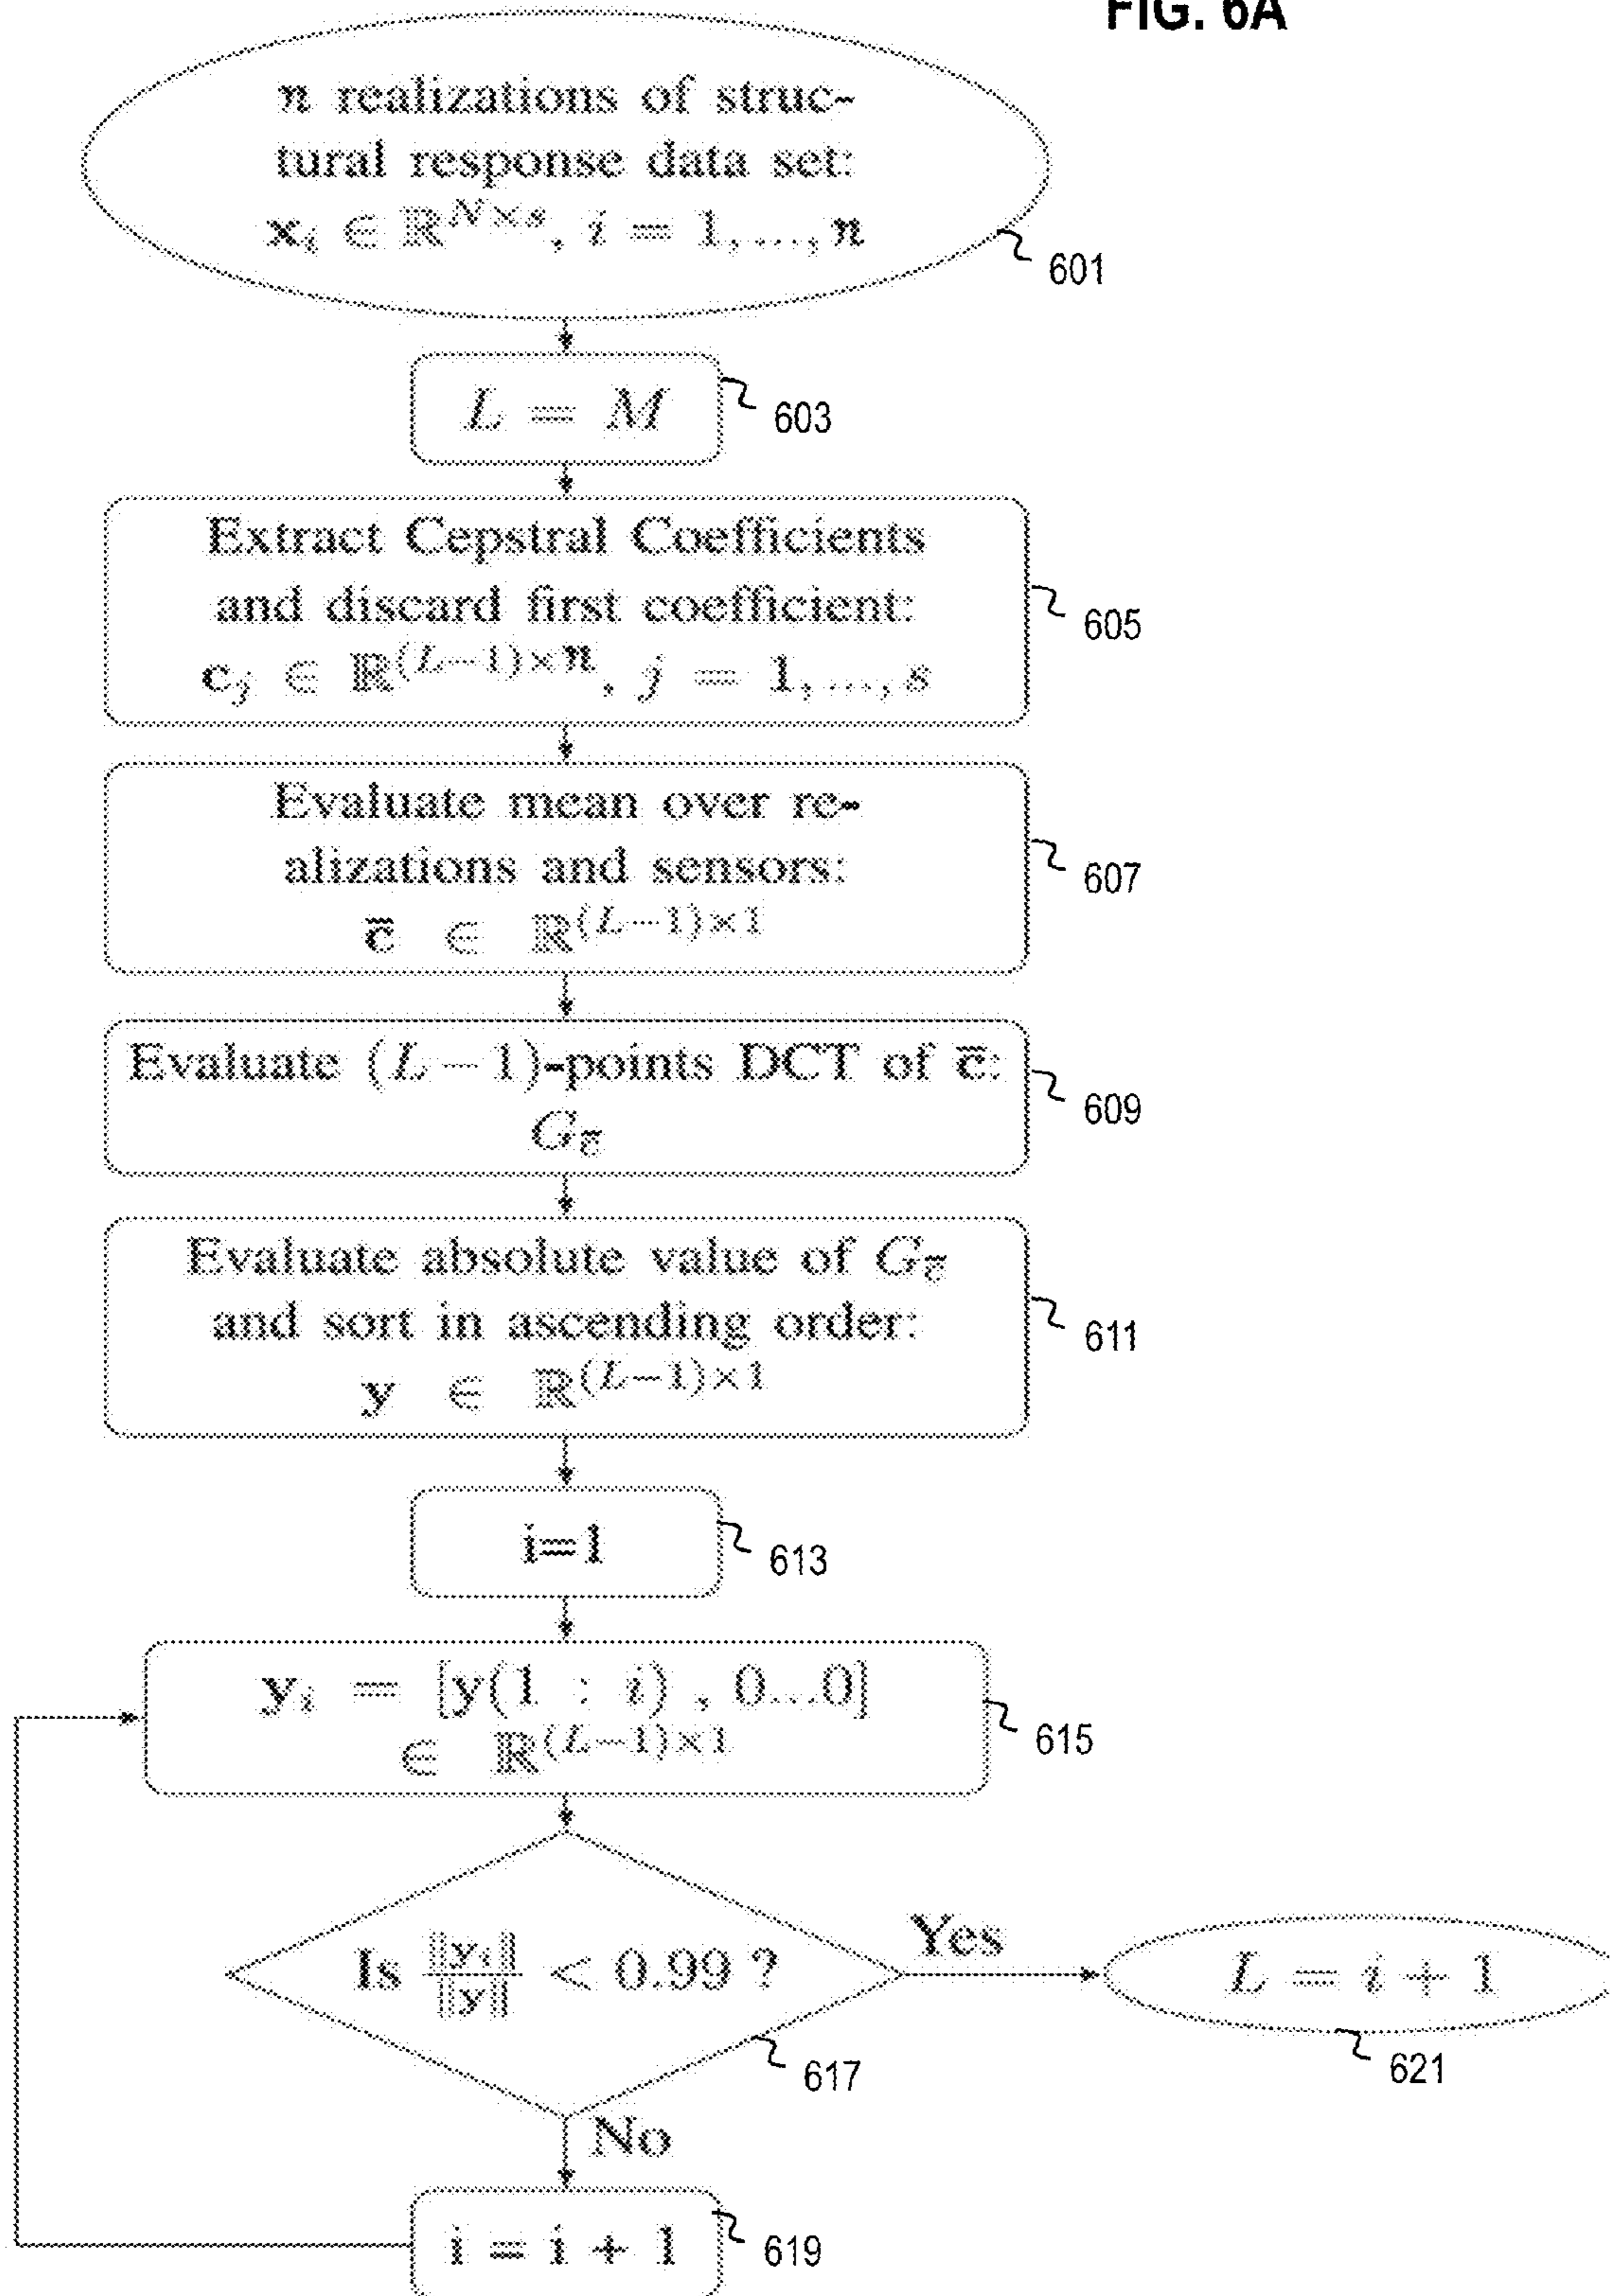 FIG. 6A
n realizations of struc-
tural response data set:
𝐱ᵢ ∈ ℝᴺˣˢ, i = 1,...,n
601
L = M
603
Extract Cepstral Coefficients
and discard first coefficient:
𝐜ⱼ ∈ ℝ^(L−1)×n, j = 1,...,s
605
Evaluate mean over re-
alizations and sensors:
c̄ ∈ ℝ^(L−1)×1
607
Evaluate (L − 1)-points DCT of c̄:
G_c̄
609
Evaluate absolute value of G_c̄
and sort in ascending order:
y ∈ ℝ^(L−1)×1
611
i=1
613
yᵢ = [y(1 : i) , 0...0]
∈ ℝ^(L−1)×1
615
Is ‖yᵢ‖/‖y‖ < 0.99 ?
617
Yes
L = i + 1
621
No
i = i + 1
619